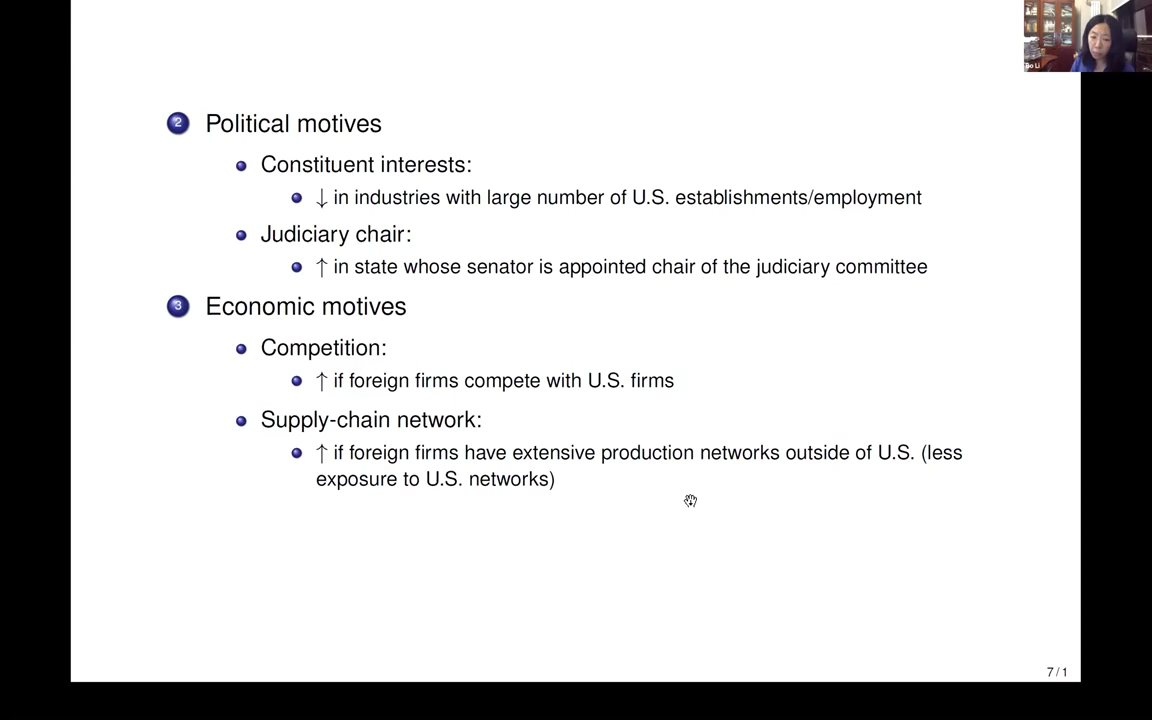 Bo Li
2 Political motives
Constituent interests:
↓ in industries with large number of U.S. establishments/employment
Judiciary chair:
↑ in state whose senator is appointed chair of the judiciary committee
3 Economic motives
Competition:
↑ if foreign firms compete with U.S. firms
Supply-chain network:
↑ if foreign firms have extensive production networks outside of U.S. (less
exposure to U.S. networks)
7 / 1